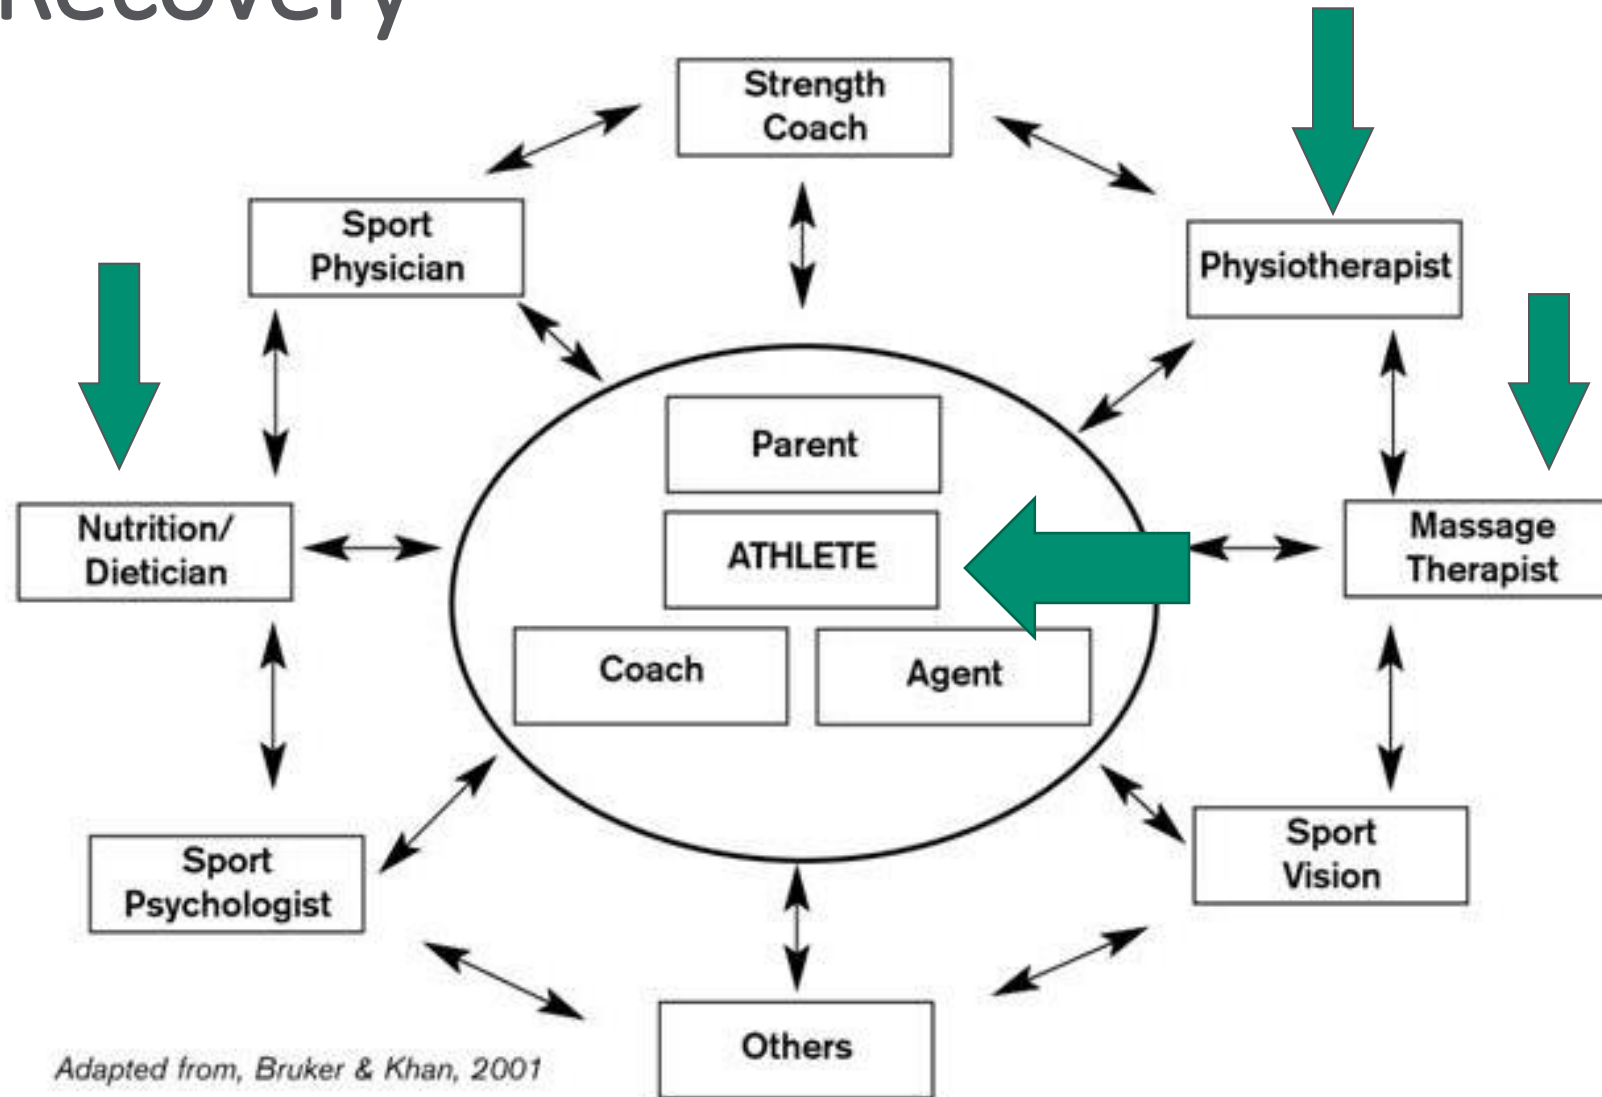 Recovery
Strength
Coach
Sport
Physician
Physiotherapist
Parent
Nutrition/
Dietician
ATHLETE
Massage
Therapist
Coach
Agent
Sport
Psychologist
Sport
Vision
Others
Adapted from, Bruker & Khan, 2001